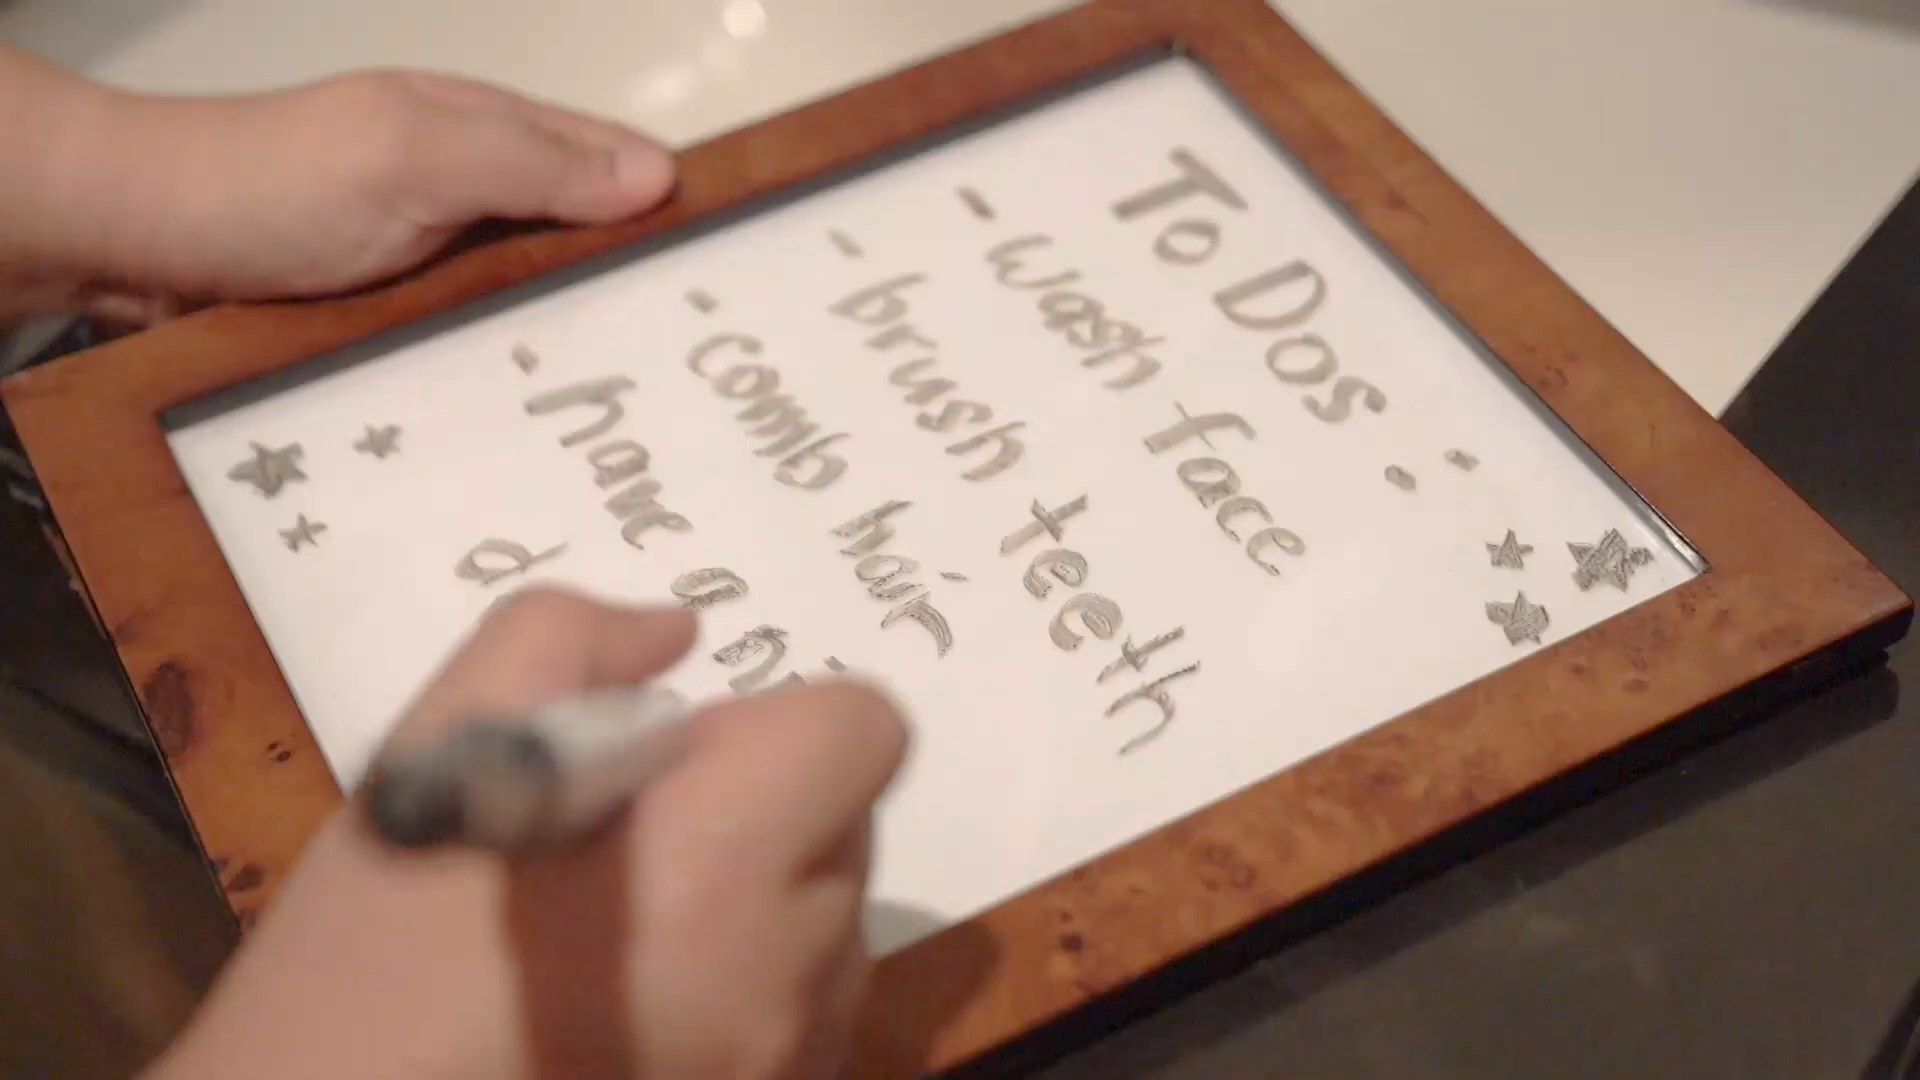 To Dos:
- wash face
- brush teeth
- comb hair
- have a